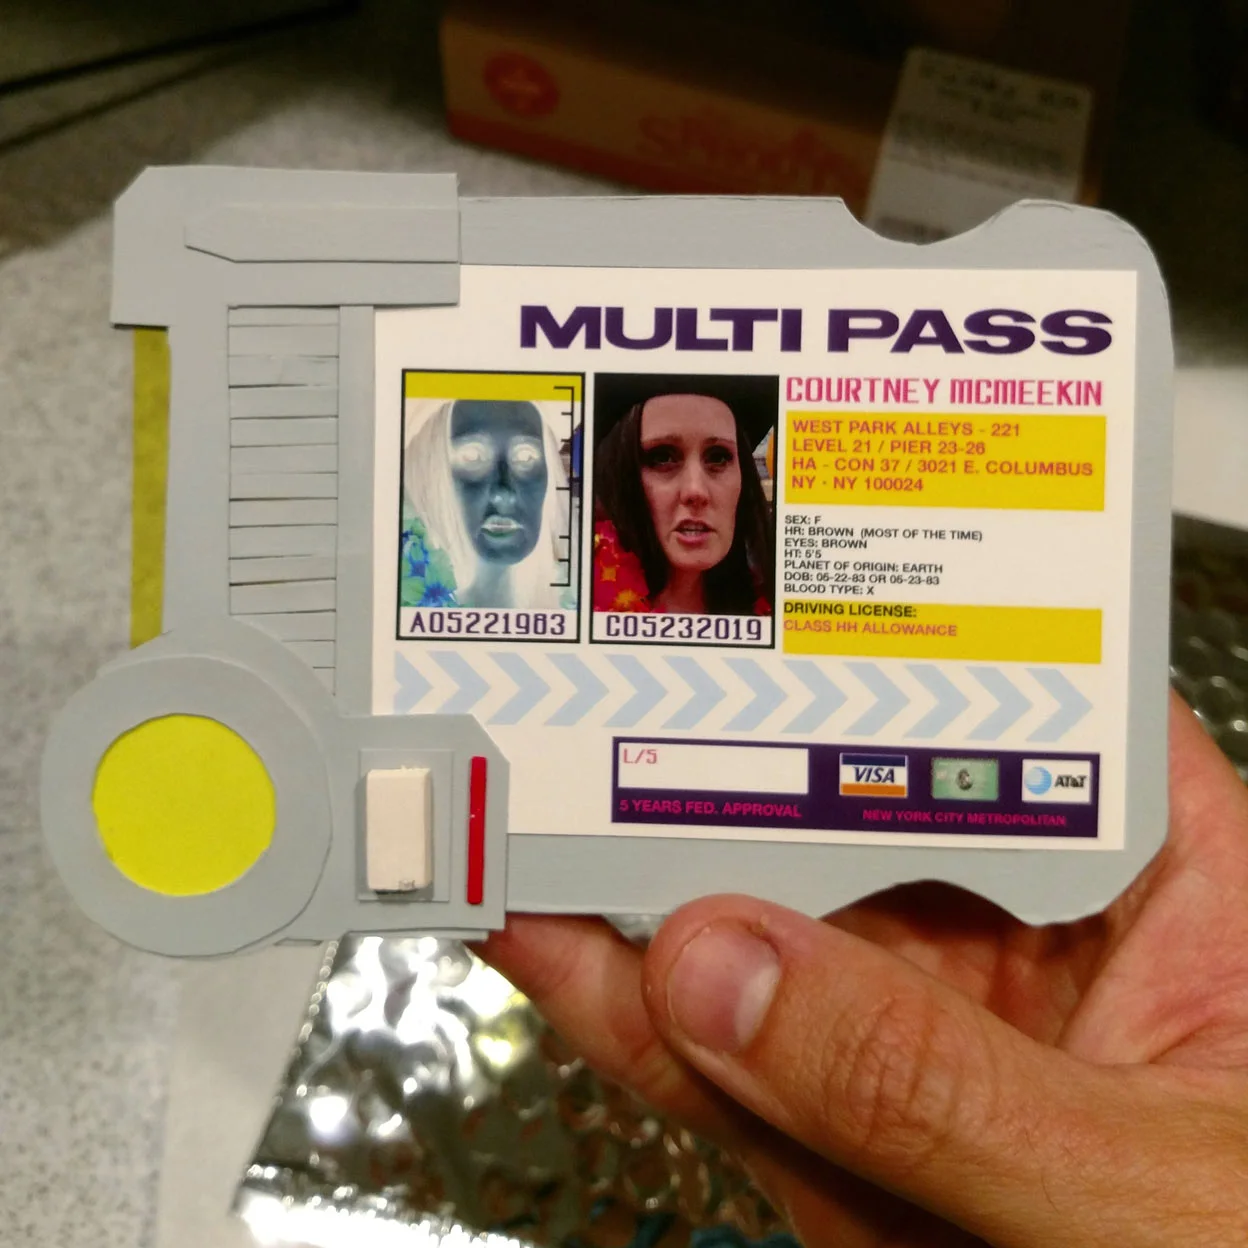 MULTI PASS
COURTNEY MCMEEKIN
WEST PARK ALLEYS - 221
LEVEL 21 / PIER 23-26
HA - CON 37 / 3021 E. COLUMBUS
NY - NY 100024
SEX: F
HR: BROWN (MOST OF THE TIME)
EYES: BROWN
HT: 5'5
PLANET OF ORIGIN: EARTH
DOB: 05-22-83 OR 05-23-83
BLOOD TYPE: X
DRIVING LICENSE:
CLASS HH ALLOWANCE
A05221983
C05232019
L/5
5 YEARS FED. APPROVAL
VISA
AT&T
NEW YORK CITY METROPOLITAN